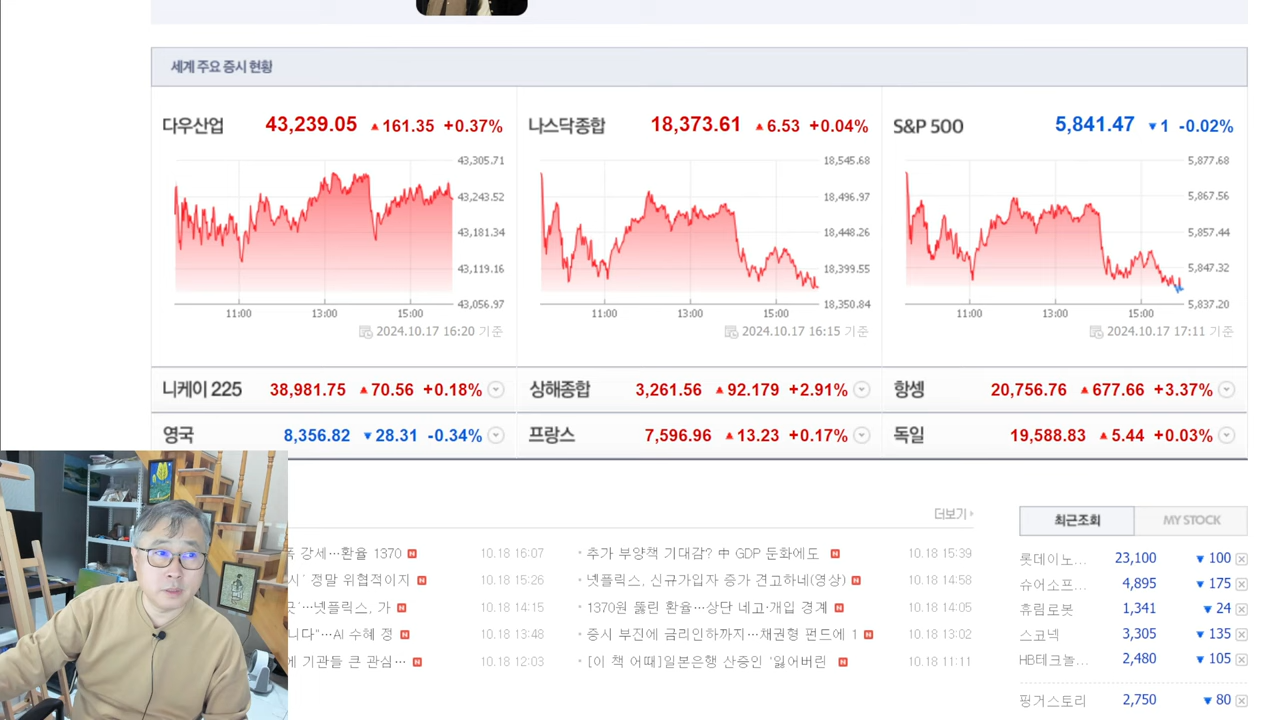 세계 주요 증시 현황
다우산업 43,239.05 ▲161.35 +0.37%
43,305.71
43,243.52
43,181.34
43,119.16
43,056.97
11:00 13:00 15:00
2024.10.17 16:20 기준
나스닥종합 18,373.61 ▲6.53 +0.04%
18,545.68
18,496.97
18,448.26
18,399.55
18,350.84
11:00 13:00 15:00
2024.10.17 16:15 기준
S&P 500 5,841.47 ▼1 -0.02%
5,877.68
5,867.56
5,857.44
5,847.32
5,837.20
11:00 13:00 15:00
2024.10.17 17:11 기준
니케이 225 38,981.75 ▲70.56 +0.18%
상해종합 3,261.56 ▲92.179 +2.91%
항셍 20,756.76 ▲677.66 +3.37%
영국 8,356.82 ▼28.31 -0.34%
프랑스 7,596.96 ▲13.23 +0.17%
독일 19,588.83 ▲5.44 +0.03%
더보기
강세…환율 1370 N 10.18 16:07
시' 정말 위협적이지 N 10.18 15:26
'…넷플릭스, 가 N 10.18 14:15
니다"…AI 수혜 정 N 10.18 13:48
에 기관들 큰 관심… N 10.18 12:03
추가 부양책 기대감? 中 GDP 둔화에도 N 10.18 15:39
넷플릭스, 신규가입자 증가 견고하네(영상) N 10.18 14:58
1370원 뚫린 환율…상단 네고·개입 경계 N 10.18 14:05
증시 부진에 금리인하까지…채권형 펀드에 1 N 10.18 13:02
[이 책 어때]일본은행 산증인 '잃어버린 N 10.18 11:11
최근조회 MY STOCK
롯데이노... 23,100 ▼100
슈어소프... 4,895 ▼175
휴림로봇 1,341 ▼24
스코넥 3,305 ▼135
HB테크놀... 2,480 ▼105
핑거스토리 2,750 ▼80